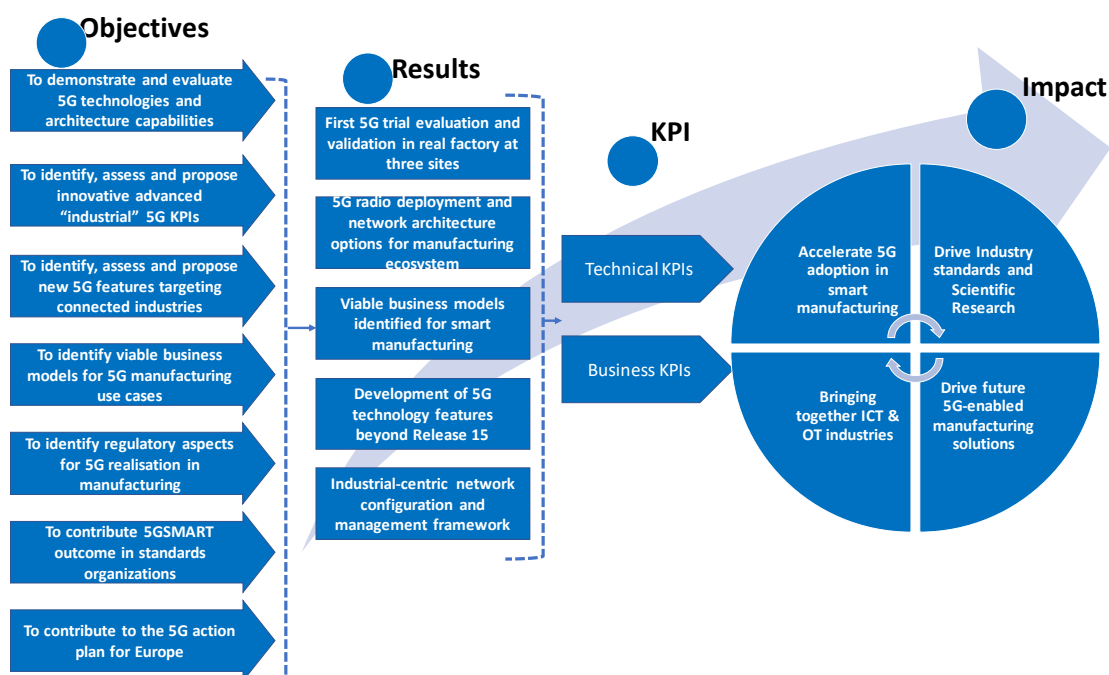 Objectives
To demonstrate and evaluate
5G technologies and
architecture capabilities
To identify, assess and propose
innovative advanced
“industrial” 5G KPIs
To identify, assess and propose
new 5G features targeting
connected industries
To identify viable business
models for 5G manufacturing
use cases
To identify regulatory aspects
for 5G realisation in
manufacturing
To contribute 5GSMART
outcome in standards
organizations
To contribute to the 5G action
plan for Europe
Results
First 5G trial evaluation and
validation in real factory at
three sites
5G radio deployment and
network architecture
options for manufacturing
ecosystem
Viable business models
identified for smart
manufacturing
Development of 5G
technology features
beyond Release 15
Industrial-centric network
configuration and
management framework
KPI
Technical KPIs
Business KPIs
Impact
Accelerate 5G
adoption in
smart
manufacturing
Drive Industry
standards and
Scientific
Research
Bringing
together ICT &
OT industries
Drive future
5G-enabled
manufacturing
solutions